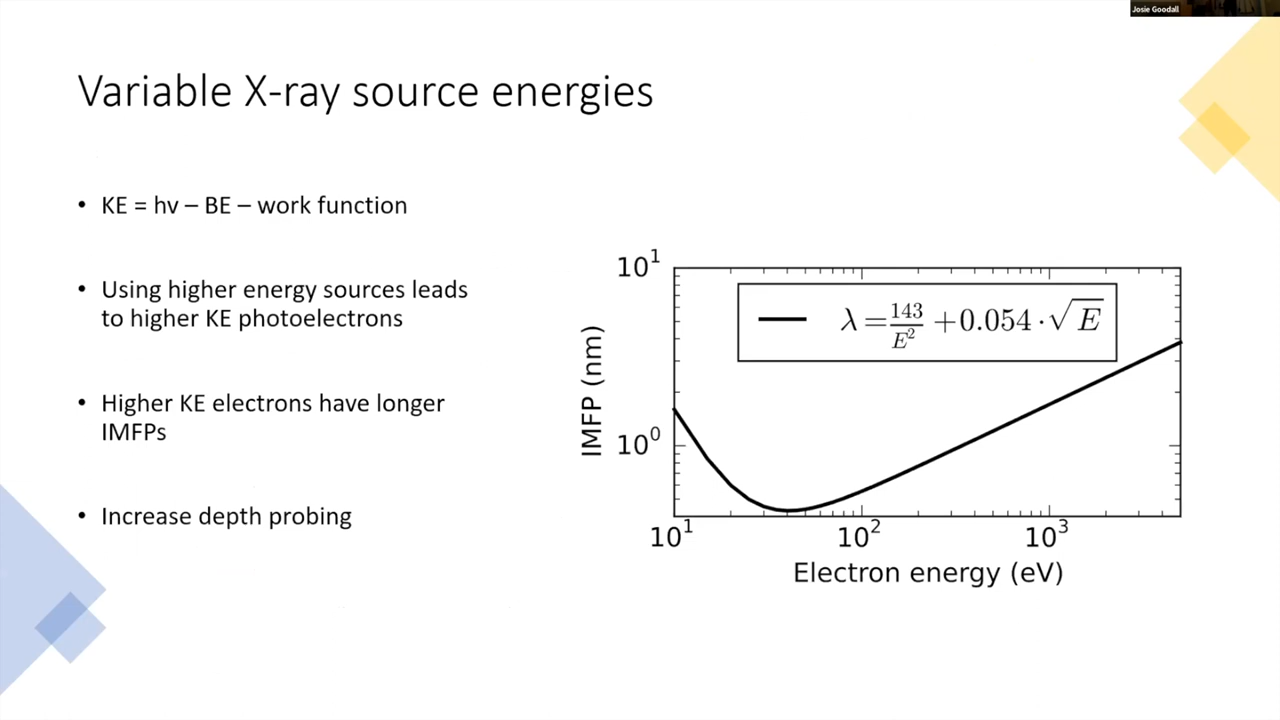 Josie Goodall
Variable X-ray source energies
• KE = hv – BE – work function
• Using higher energy sources leads
to higher KE photoelectrons
• Higher KE electrons have longer
IMFPs
• Increase depth probing
10¹
λ = 143/E² + 0.054 · √E
IMFP (nm)
10⁰
10¹ 10² 10³
Electron energy (eV)